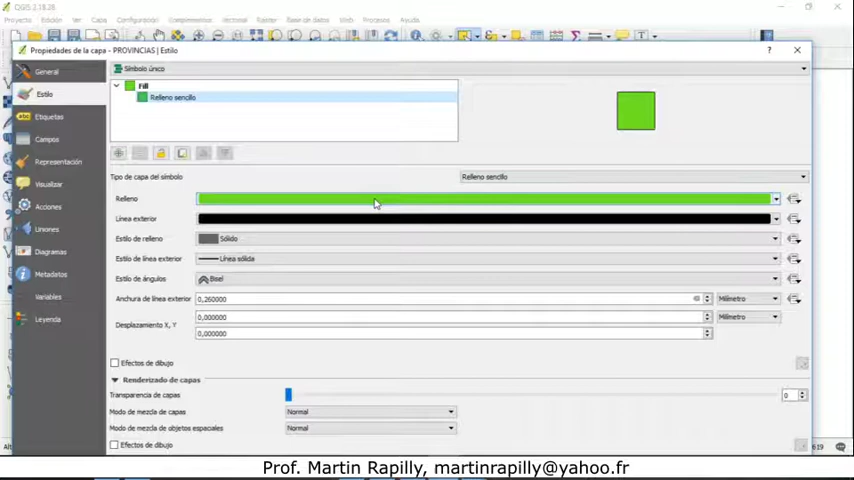 QGIS 2.18.28
Proyecto Edición Ver Capa Configuración Complementos Vectorial Ráster Base de datos Web Procesos Ayuda
Propiedades de la capa - PROVINCIAS | Estilo
General
Estilo
Etiquetas
Campos
Representación
Visualizar
Acciones
Uniones
Diagramas
Metadatos
Variables
Leyenda
Símbolo único
Fill
Relleno sencillo
Tipo de capa del símbolo Relleno sencillo
Relleno
Línea exterior
Estilo de relleno Sólido
Estilo de línea exterior Línea sólida
Estilo de ángulos Bisel
Anchura de línea exterior 0,260000 Milímetro
Desplazamiento X, Y 0,000000 Milímetro
0,000000
Efectos de dibujo
Renderizado de capas
Transparencia de capas 0
Modo de mezcla de capas Normal
Modo de mezcla de objetos espaciales Normal
Efectos de dibujo
Prof. Martin Rapilly, martinrapilly@yahoo.fr